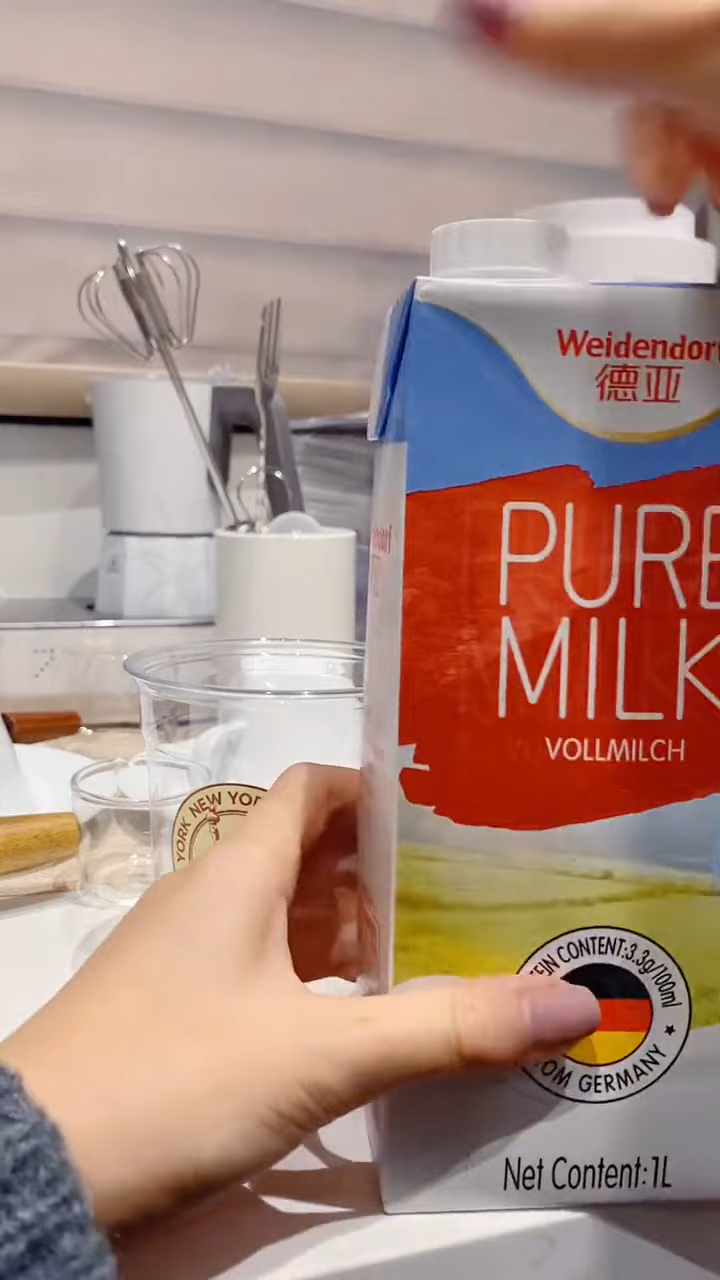 Weidendorf
德亚
PURE
MILK
VOLLMILCH
CONTENT:3.3g/100ml
GERMANY
Net Content:1L
YORK NEW YOR